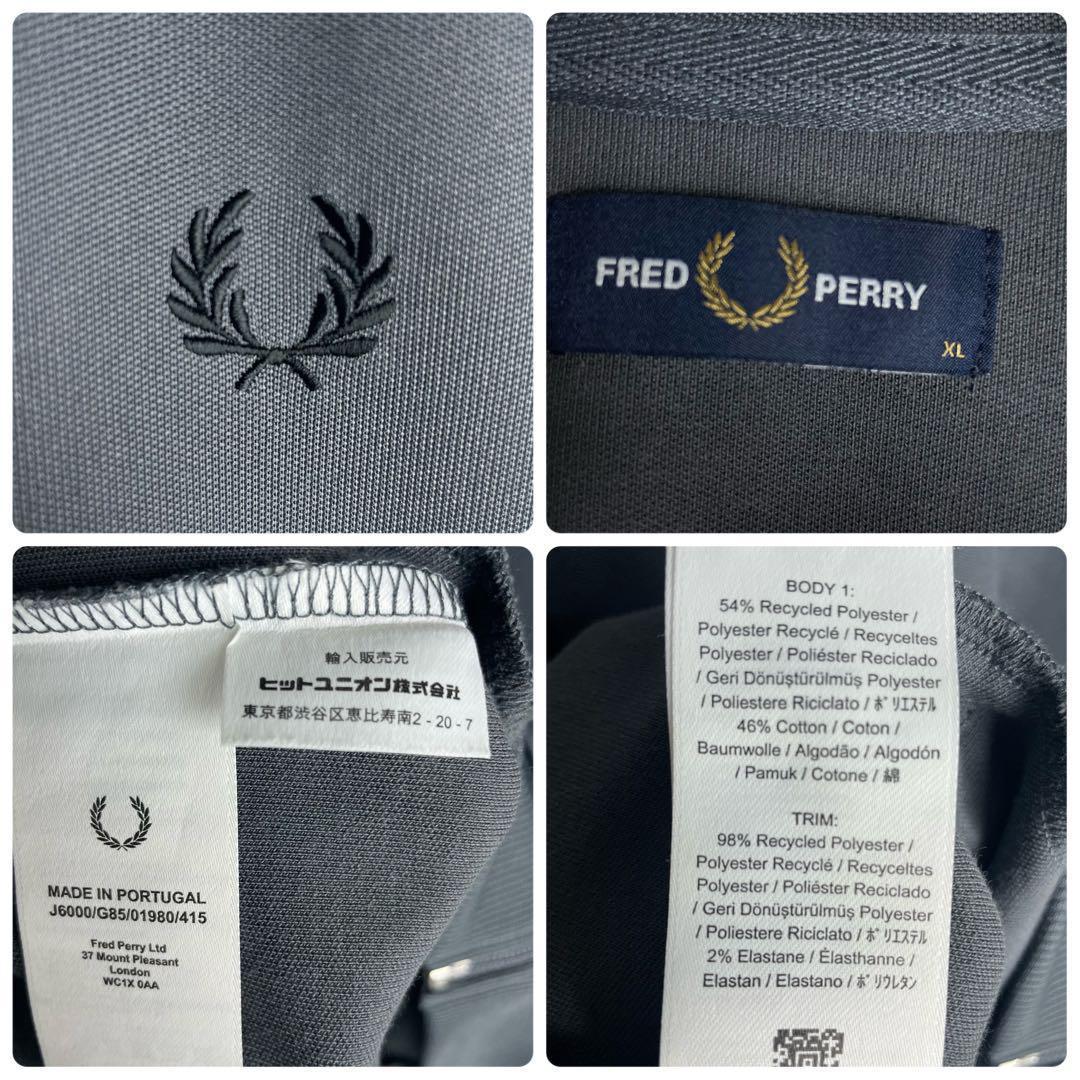 FRED PERRY
XL
輸入販売元
ヒットユニオン株式会社
東京都渋谷区恵比寿南2-20-7
MADE IN PORTUGAL
J6000/G85/01980/415
Fred Perry Ltd
37 Mount Pleasant
London
WC1X 0AA
BODY 1:
54% Recycled Polyester /
Polyester Recyclé / Recyceltes
Polyester / Poliéster Reciclado
/ Geri Dönüştürülmüş Polyester
/ Poliestere Riciclato / ﾎﾟﾘｴｽﾃﾙ
46% Cotton / Coton /
Baumwolle / Algodão / Algodón
/ Pamuk / Cotone / 綿
TRIM:
98% Recycled Polyester /
Polyester Recyclé / Recyceltes
Polyester / Poliéster Reciclado
/ Geri Dönüştürülmüş Polyester
/ Poliestere Riciclato / ﾎﾟﾘｴｽﾃﾙ
2% Elastane / Élasthanne /
Elastan / Elastano / ﾎﾟﾘｳﾚﾀﾝ